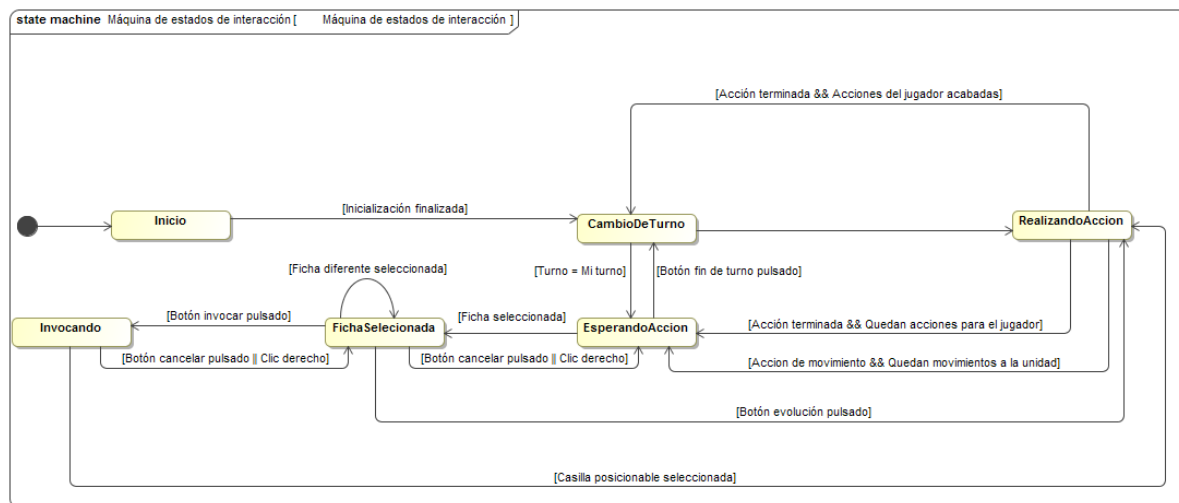 state machine Máquina de estados de interacción [ Máquina de estados de interacción ]
[Acción terminada && Acciones del jugador acabadas]
Inicio
[Inicialización finalizada]
CambioDeTurno
RealizandoAccion
[Ficha diferente seleccionada]
[Turno = Mi turno]
[Botón fin de turno pulsado]
Invocando
[Botón invocar pulsado]
FichaSelecionada
[Ficha seleccionada]
EsperandoAccion
[Acción terminada && Quedan acciones para el jugador]
[Botón cancelar pulsado || Clic derecho]
[Botón cancelar pulsado || Clic derecho]
[Accion de movimiento && Quedan movimientos a la unidad]
[Botón evolución pulsado]
[Casilla posicionable seleccionada]